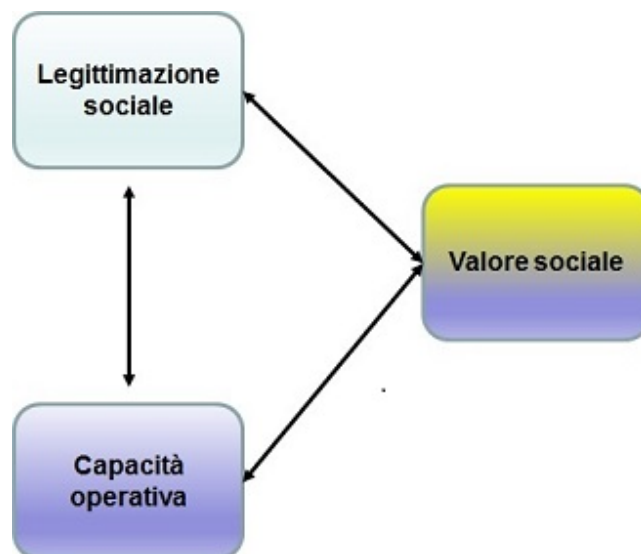 Legittimazione
sociale
Valore sociale
Capacità
operativa